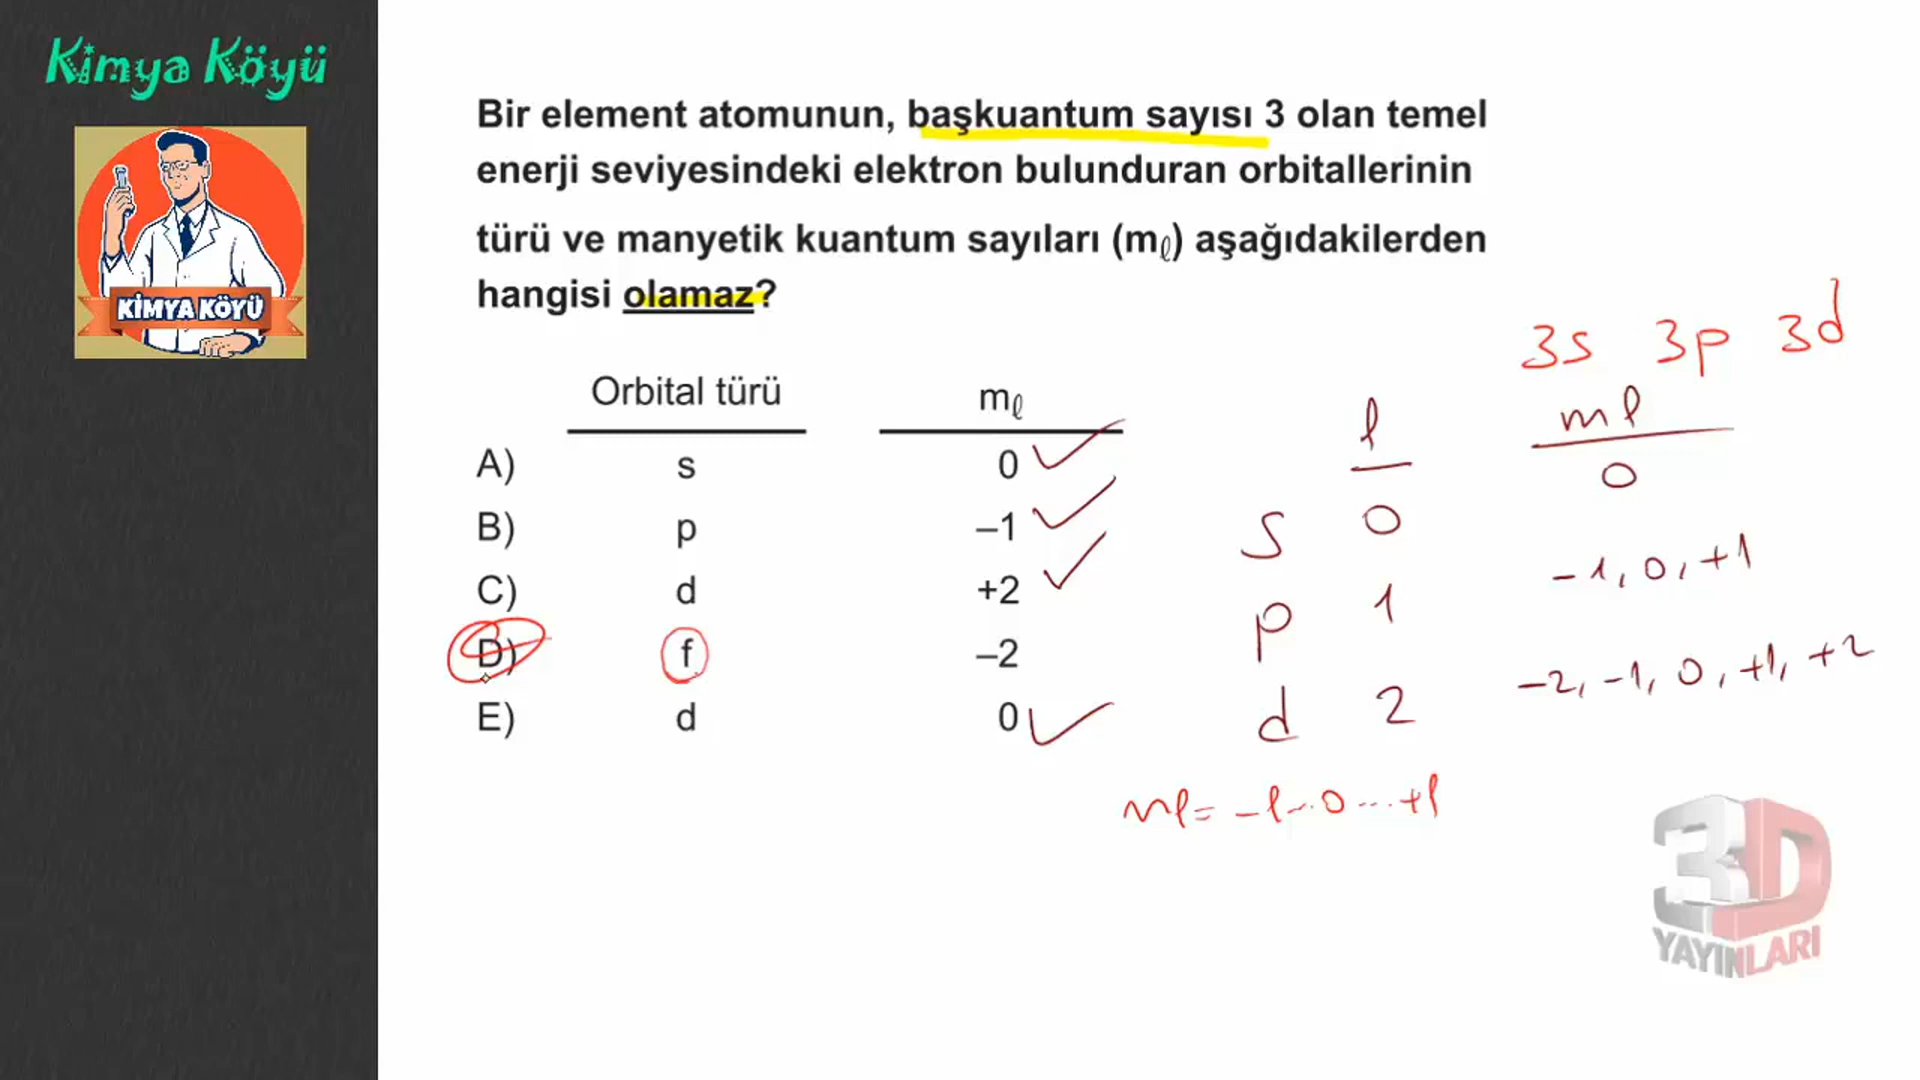 Kimya Köyü
KİMYA KÖYÜ
Bir element atomunun, başkuantum sayısı 3 olan temel
enerji seviyesindeki elektron bulunduran orbitallerinin
türü ve manyetik kuantum sayıları (mℓ) aşağıdakilerden
hangisi olamaz?
Orbital türü mℓ
A) s 0
B) p –1
C) d +2
D) f –2
E) d 0
3s 3p 3d
l ml
s 0 0
p 1 -1, 0, +1
d 2 -2, -1, 0, +1, +2
ml = -l...0...+l
3D
YAYINLARI